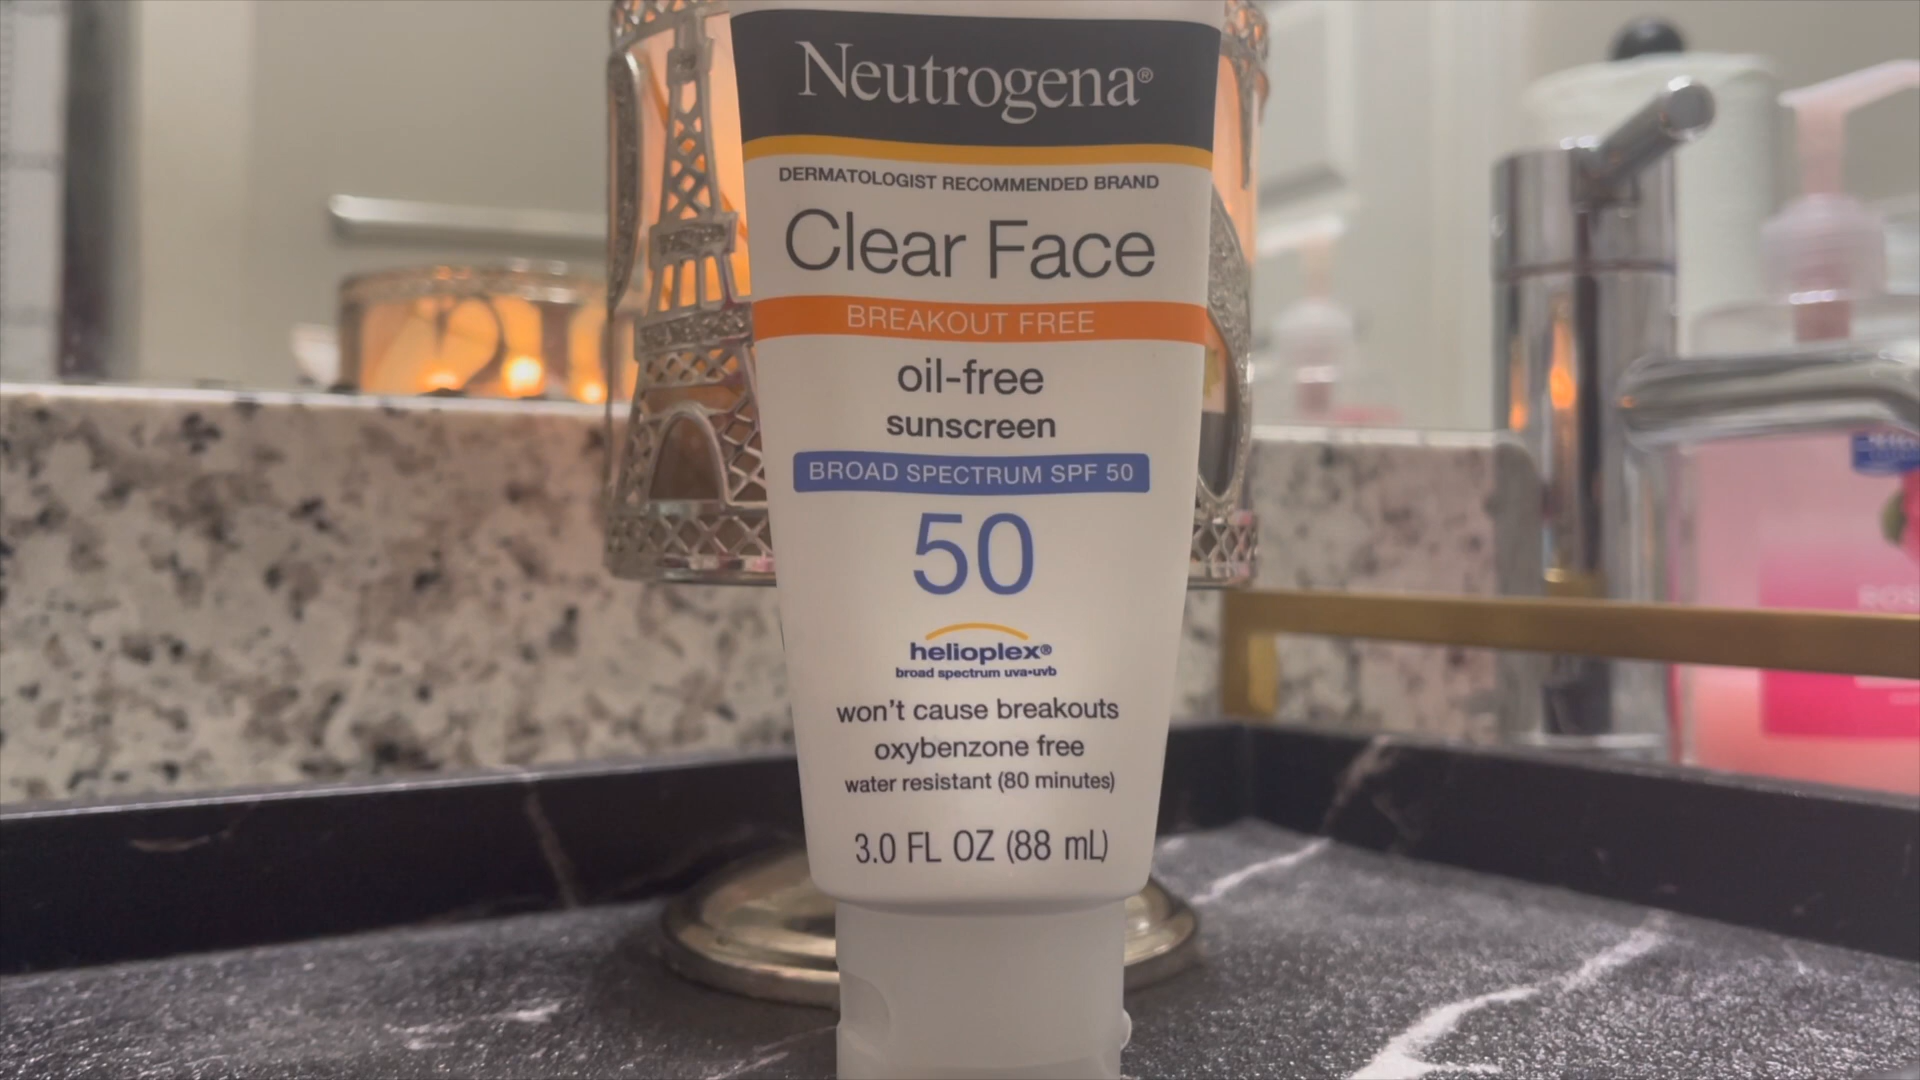 Neutrogena®
DERMATOLOGIST RECOMMENDED BRAND
Clear Face
BREAKOUT FREE
oil-free
sunscreen
BROAD SPECTRUM SPF 50
50
helioplex®
broad spectrum uva•uvb
won't cause breakouts
oxybenzone free
water resistant (80 minutes)
3.0 FL OZ (88 mL)